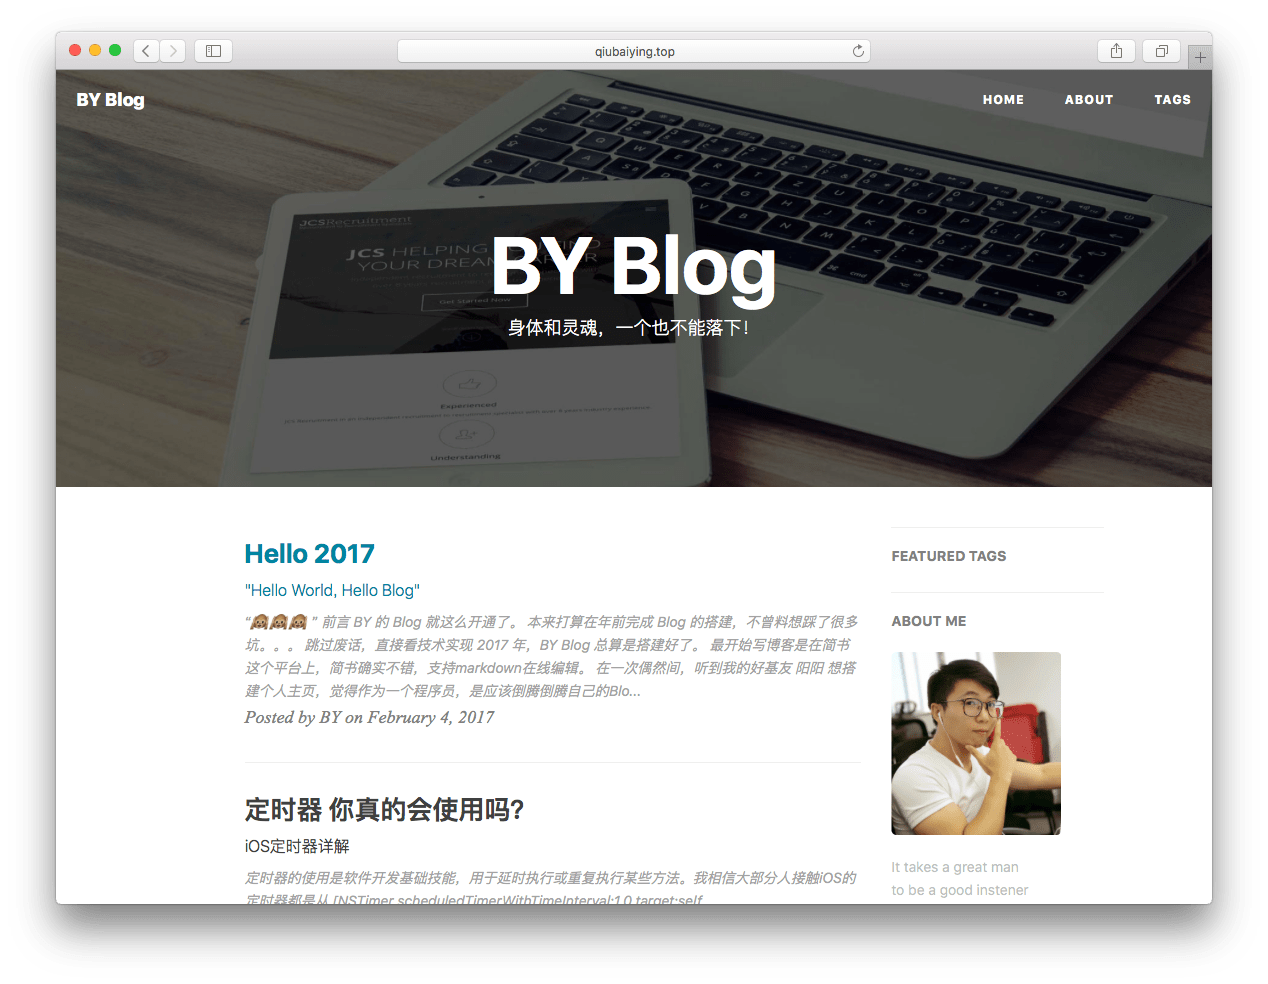 qiubaiying.top
BY Blog
HOME ABOUT TAGS
JCSRecruitment
JCS HELPING
YOUR DREAM
Get Started Now
BY Blog
身体和灵魂，一个也不能落下！
Experienced
Understanding
Hello 2017
"Hello World, Hello Blog"
“🙉🙉🙉 ” 前言 BY 的 Blog 就这么开通了。 本来打算在年前完成 Blog 的搭建，不曾料想踩了很多
坑。。。 跳过废话，直接看技术实现 2017 年，BY Blog 总算是搭建好了。 最开始写博客是在简书
这个平台上，简书确实不错，支持markdown在线编辑。 在一次偶然间，听到我的好基友 阳阳 想搭
建个人主页，觉得作为一个程序员，是应该倒腾倒腾自己的Blo...
Posted by BY on February 4, 2017
定时器 你真的会使用吗?
iOS定时器详解
定时器的使用是软件开发基础技能，用于延时执行或重复执行某些方法。我相信大部分人接触iOS的
定时器都是从 [NSTimer scheduledTimerWithTimeInterval:1.0 target:self
FEATURED TAGS
ABOUT ME
It takes a great man
to be a good instener